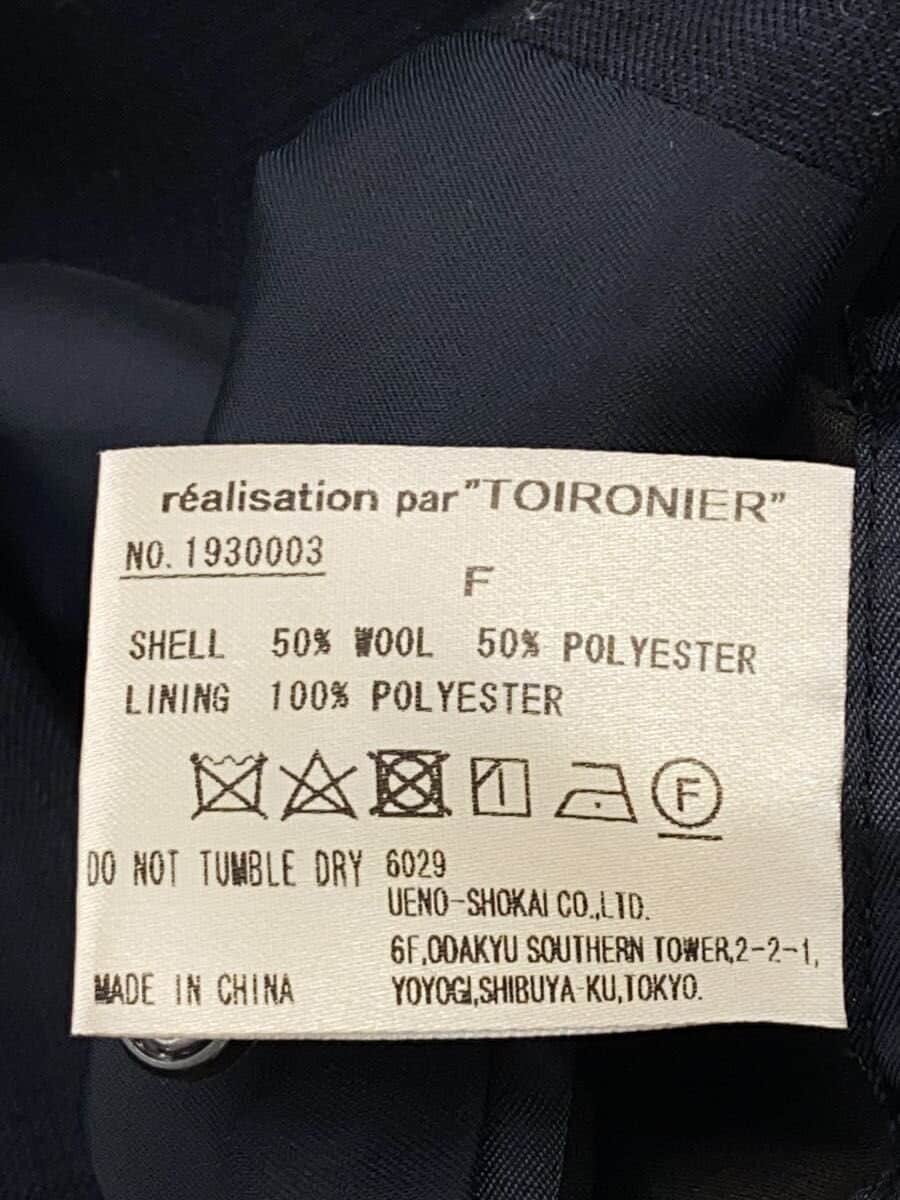 réalisation par"TOIRONIER"
NO. 1930003
F
SHELL 50% WOOL 50% POLYESTER
LINING 100% POLYESTER
F
DO NOT TUMBLE DRY 6029
UENO-SHOKAI CO.,LTD.
6F,ODAKYU SOUTHERN TOWER,2-2-1,
MADE IN CHINA YOYOGI,SHIBUYA-KU,TOKYO.